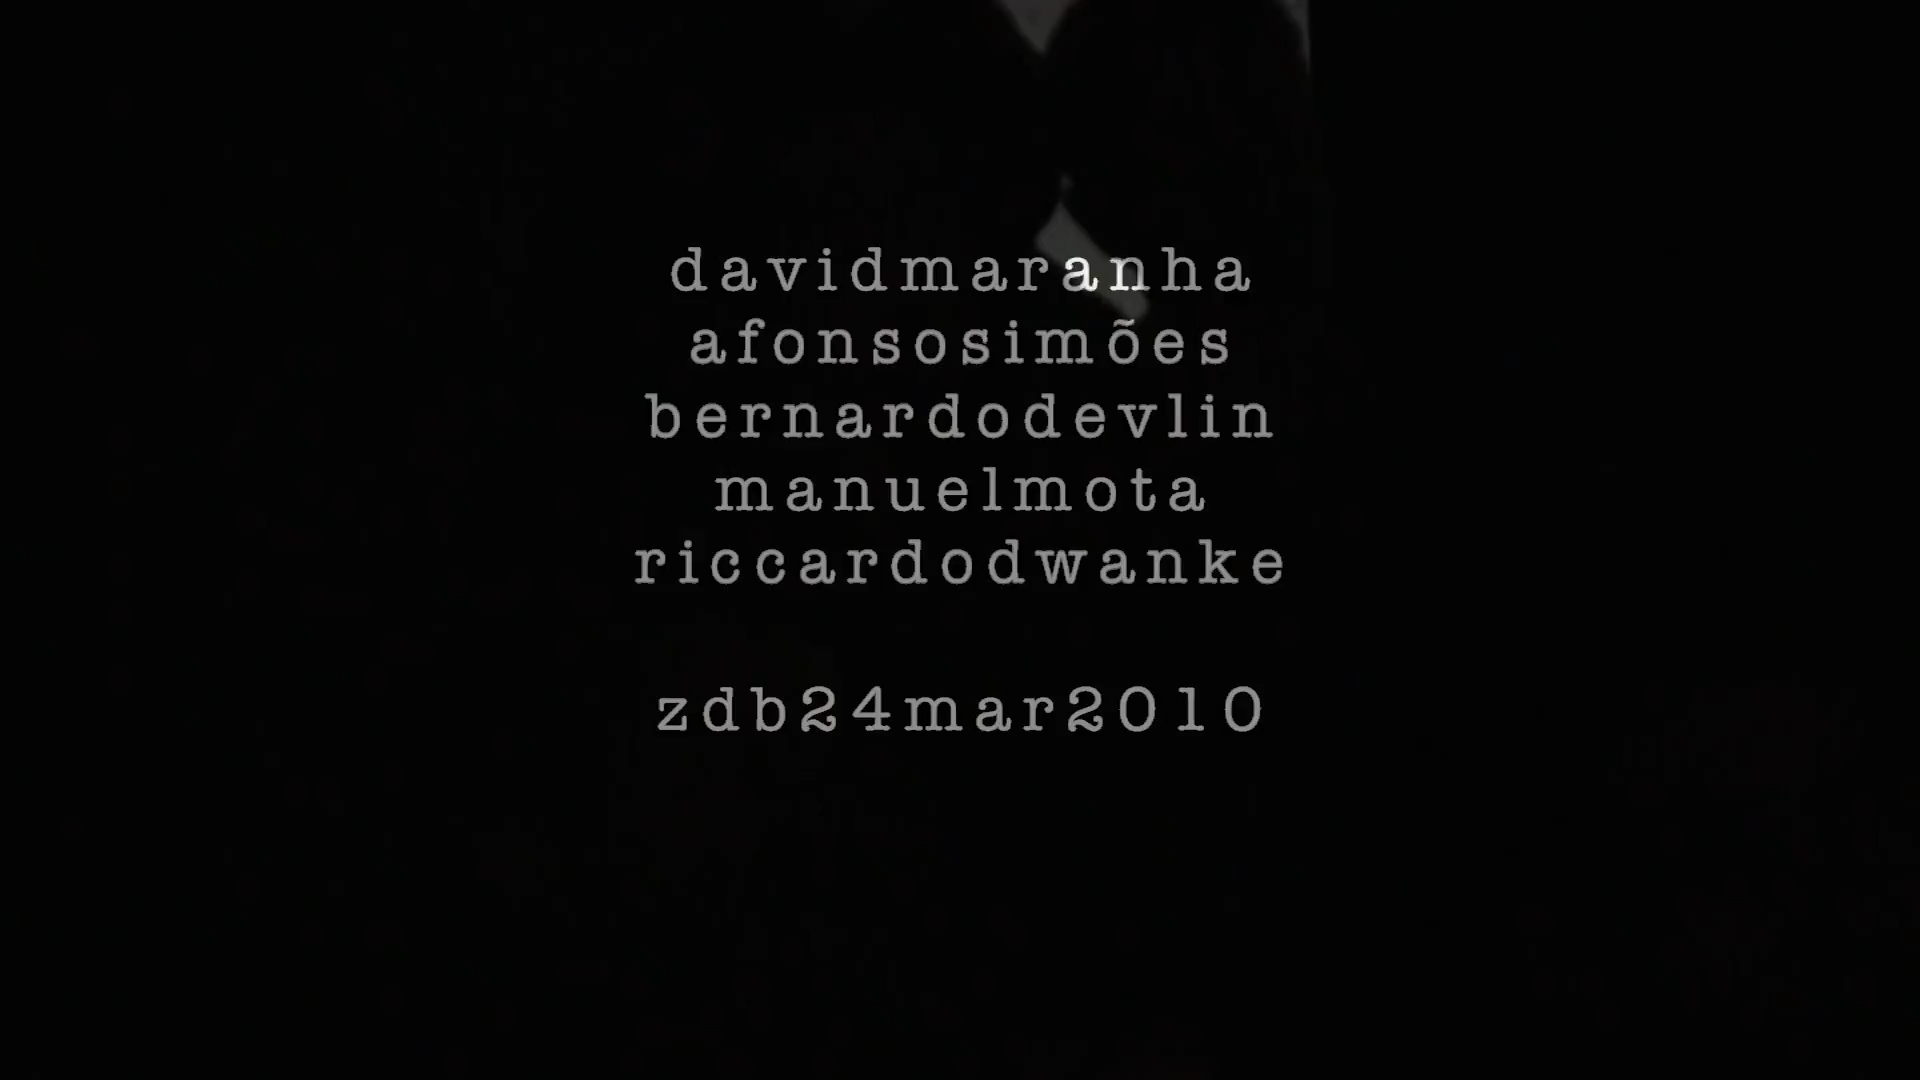 davidmaranha
afonsosimões
bernardodevlin
manuelmota
riccardodwanke
zdb24mar2010